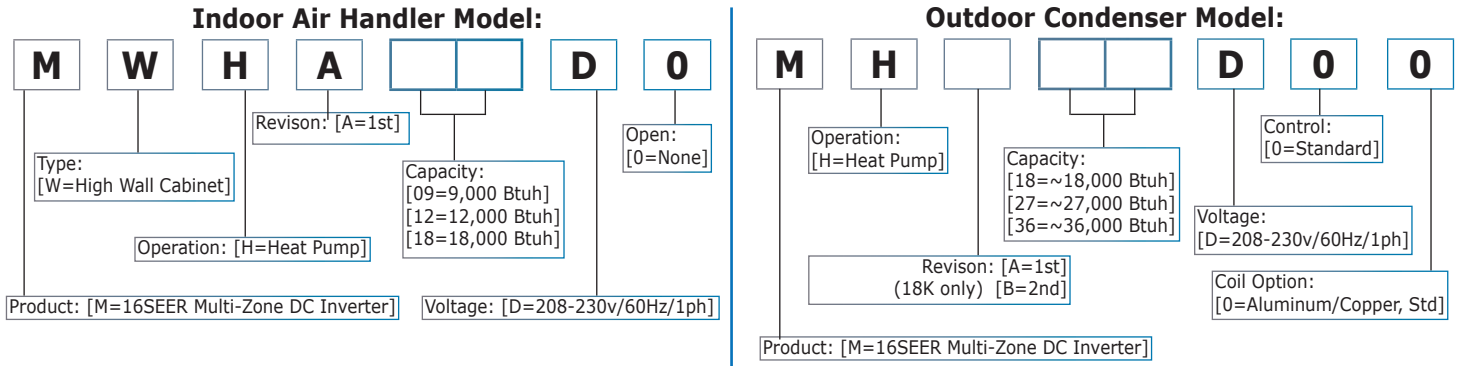 Indoor Air Handler Model:
M W H A D 0
Revison: [A=1st]
Open:
[0=None]
Type:
[W=High Wall Cabinet]
Capacity:
[09=9,000 Btuh]
[12=12,000 Btuh]
[18=18,000 Btuh]
Operation: [H=Heat Pump]
Product: [M=16SEER Multi-Zone DC Inverter]
Voltage: [D=208-230v/60Hz/1ph]
Outdoor Condenser Model:
M H D 0 0
Operation:
[H=Heat Pump]
Control:
[0=Standard]
Capacity:
[18=~18,000 Btuh]
[27=~27,000 Btuh]
[36=~36,000 Btuh]
Voltage:
[D=208-230v/60Hz/1ph]
Revison: [A=1st]
(18K only) [B=2nd]
Coil Option:
[0=Aluminum/Copper, Std]
Product: [M=16SEER Multi-Zone DC Inverter]